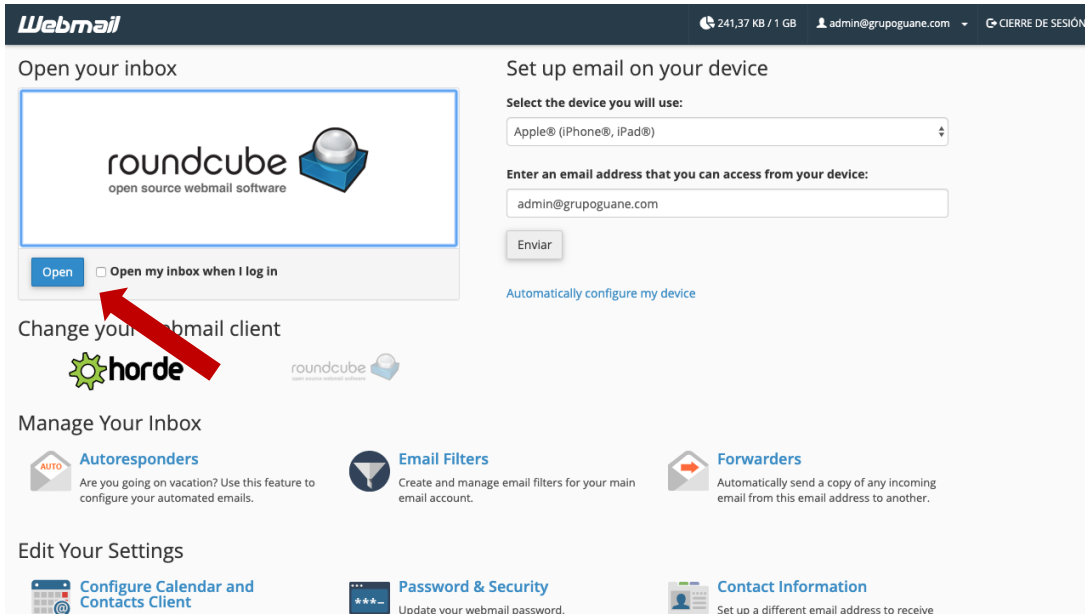 Webmail
241,37 KB / 1 GB
admin@grupoguane.com
CIERRE DE SESIÓN
Open your inbox
roundcube
open source webmail software
Open
Open my inbox when I log in
Set up email on your device
Select the device you will use:
Apple® (iPhone®, iPad®)
Enter an email address that you can access from your device:
admin@grupoguane.com
Enviar
Automatically configure my device
Change your webmail client
horde
roundcube
open source webmail software
Manage Your Inbox
AUTO
Autoresponders
Are you going on vacation? Use this feature to
configure your automated emails.
Email Filters
Create and manage email filters for your main
email account.
Forwarders
Automatically send a copy of any incoming
email from this email address to another.
Edit Your Settings
@
Configure Calendar and
Contacts Client
***_
Password & Security
Update your webmail password.
Contact Information
Set up a different email address to receive